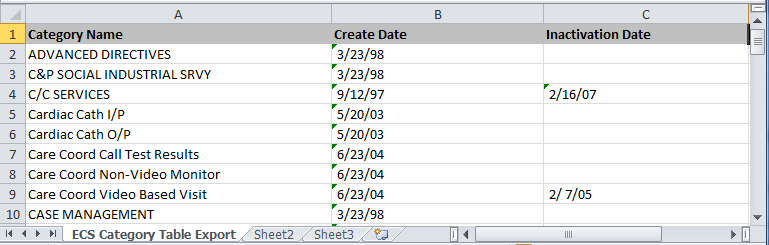 A B C
1 Category Name Create Date Inactivation Date
2 ADVANCED DIRECTIVES 3/23/98
3 C&P SOCIAL INDUSTRIAL SRVY 3/23/98
4 C/C SERVICES 9/12/97 2/16/07
5 Cardiac Cath I/P 5/20/03
6 Cardiac Cath O/P 5/20/03
7 Care Coord Call Test Results 6/23/04
8 Care Coord Non-Video Monitor 6/23/04
9 Care Coord Video Based Visit 6/23/04 2/ 7/05
10 CASE MANAGEMENT 3/23/98
ECS Category Table Export Sheet2 Sheet3